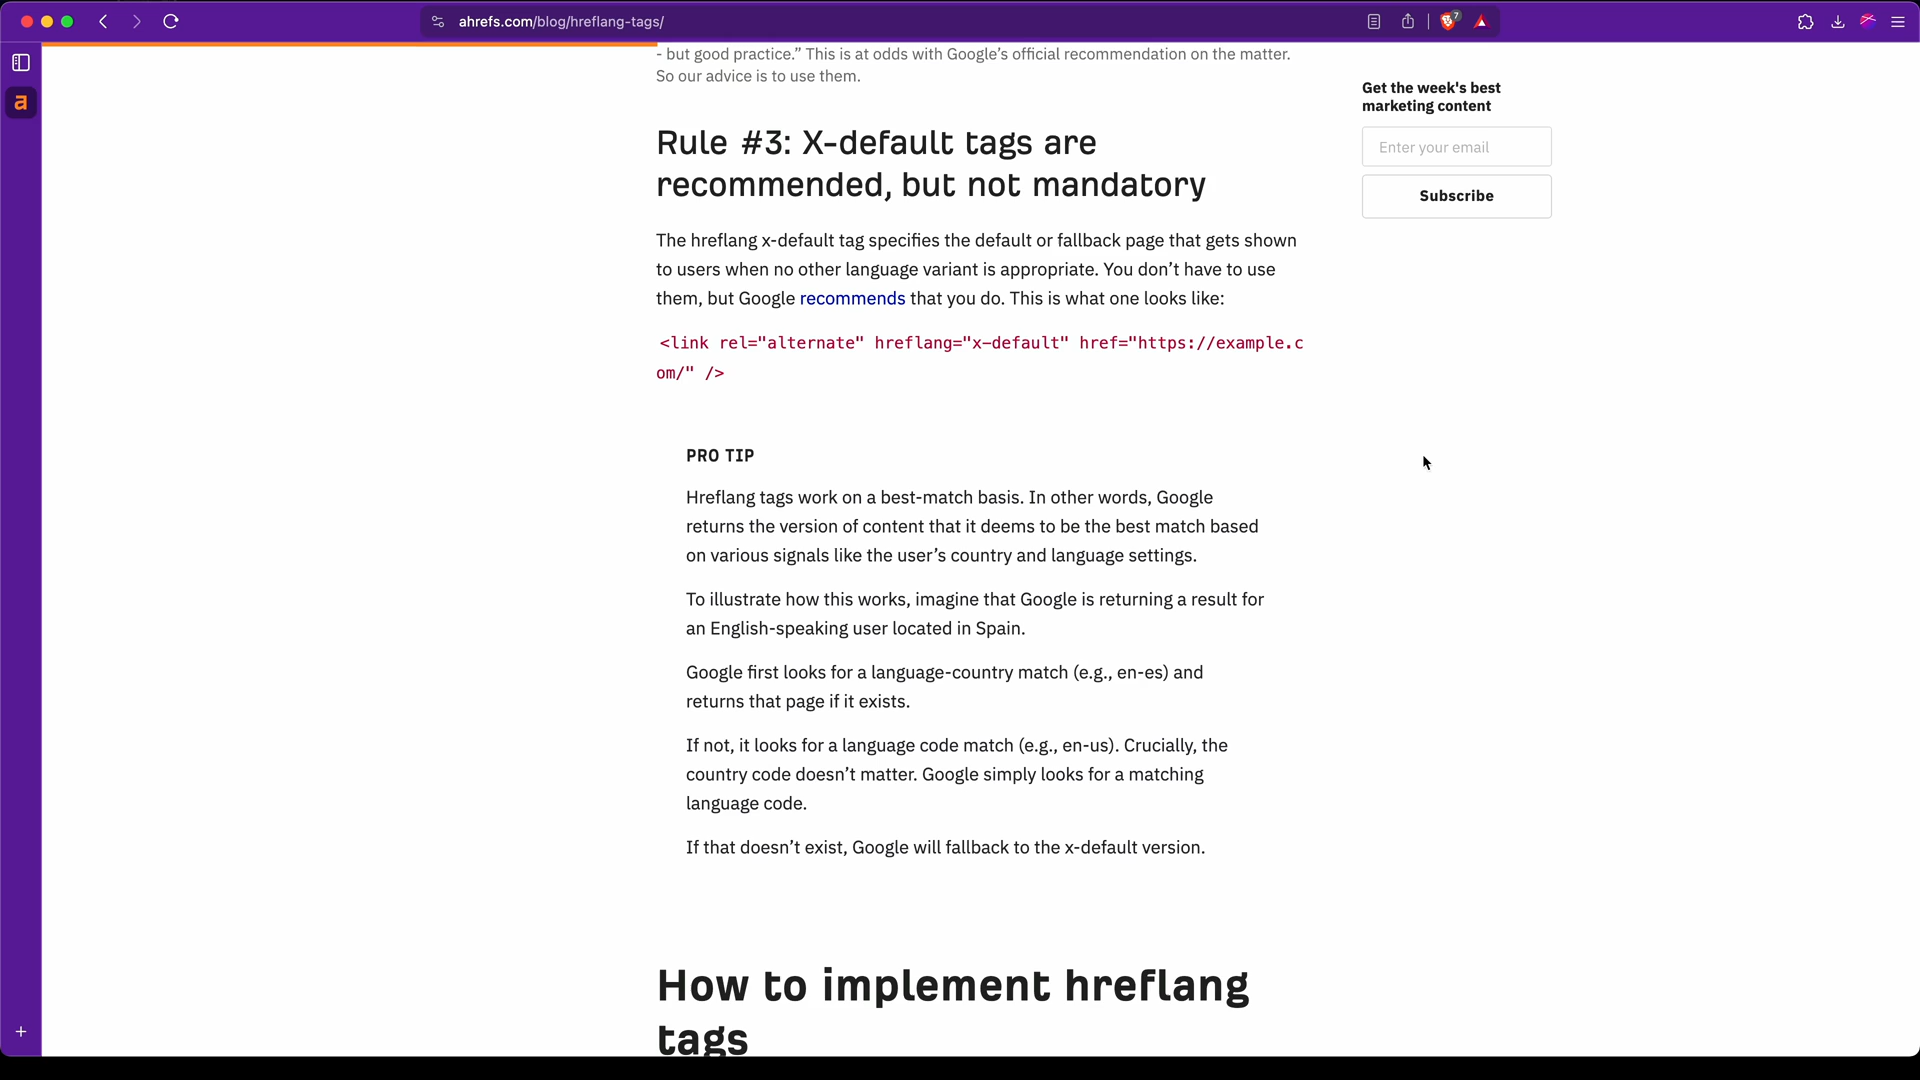 ahrefs.com/blog/hreflang-tags/
7
a
- but good practice.” This is at odds with Google’s official recommendation on the matter.
So our advice is to use them.
Get the week's best
marketing content
Enter your email
Subscribe
Rule #3: X-default tags are
recommended, but not mandatory
The hreflang x-default tag specifies the default or fallback page that gets shown
to users when no other language variant is appropriate. You don’t have to use
them, but Google recommends that you do. This is what one looks like:
<link rel="alternate" hreflang="x-default" href="https://example.c
om/" />
PRO TIP
Hreflang tags work on a best-match basis. In other words, Google
returns the version of content that it deems to be the best match based
on various signals like the user’s country and language settings.
To illustrate how this works, imagine that Google is returning a result for
an English-speaking user located in Spain.
Google first looks for a language-country match (e.g., en-es) and
returns that page if it exists.
If not, it looks for a language code match (e.g., en-us). Crucially, the
country code doesn’t matter. Google simply looks for a matching
language code.
If that doesn’t exist, Google will fallback to the x-default version.
How to implement hreflang
tags